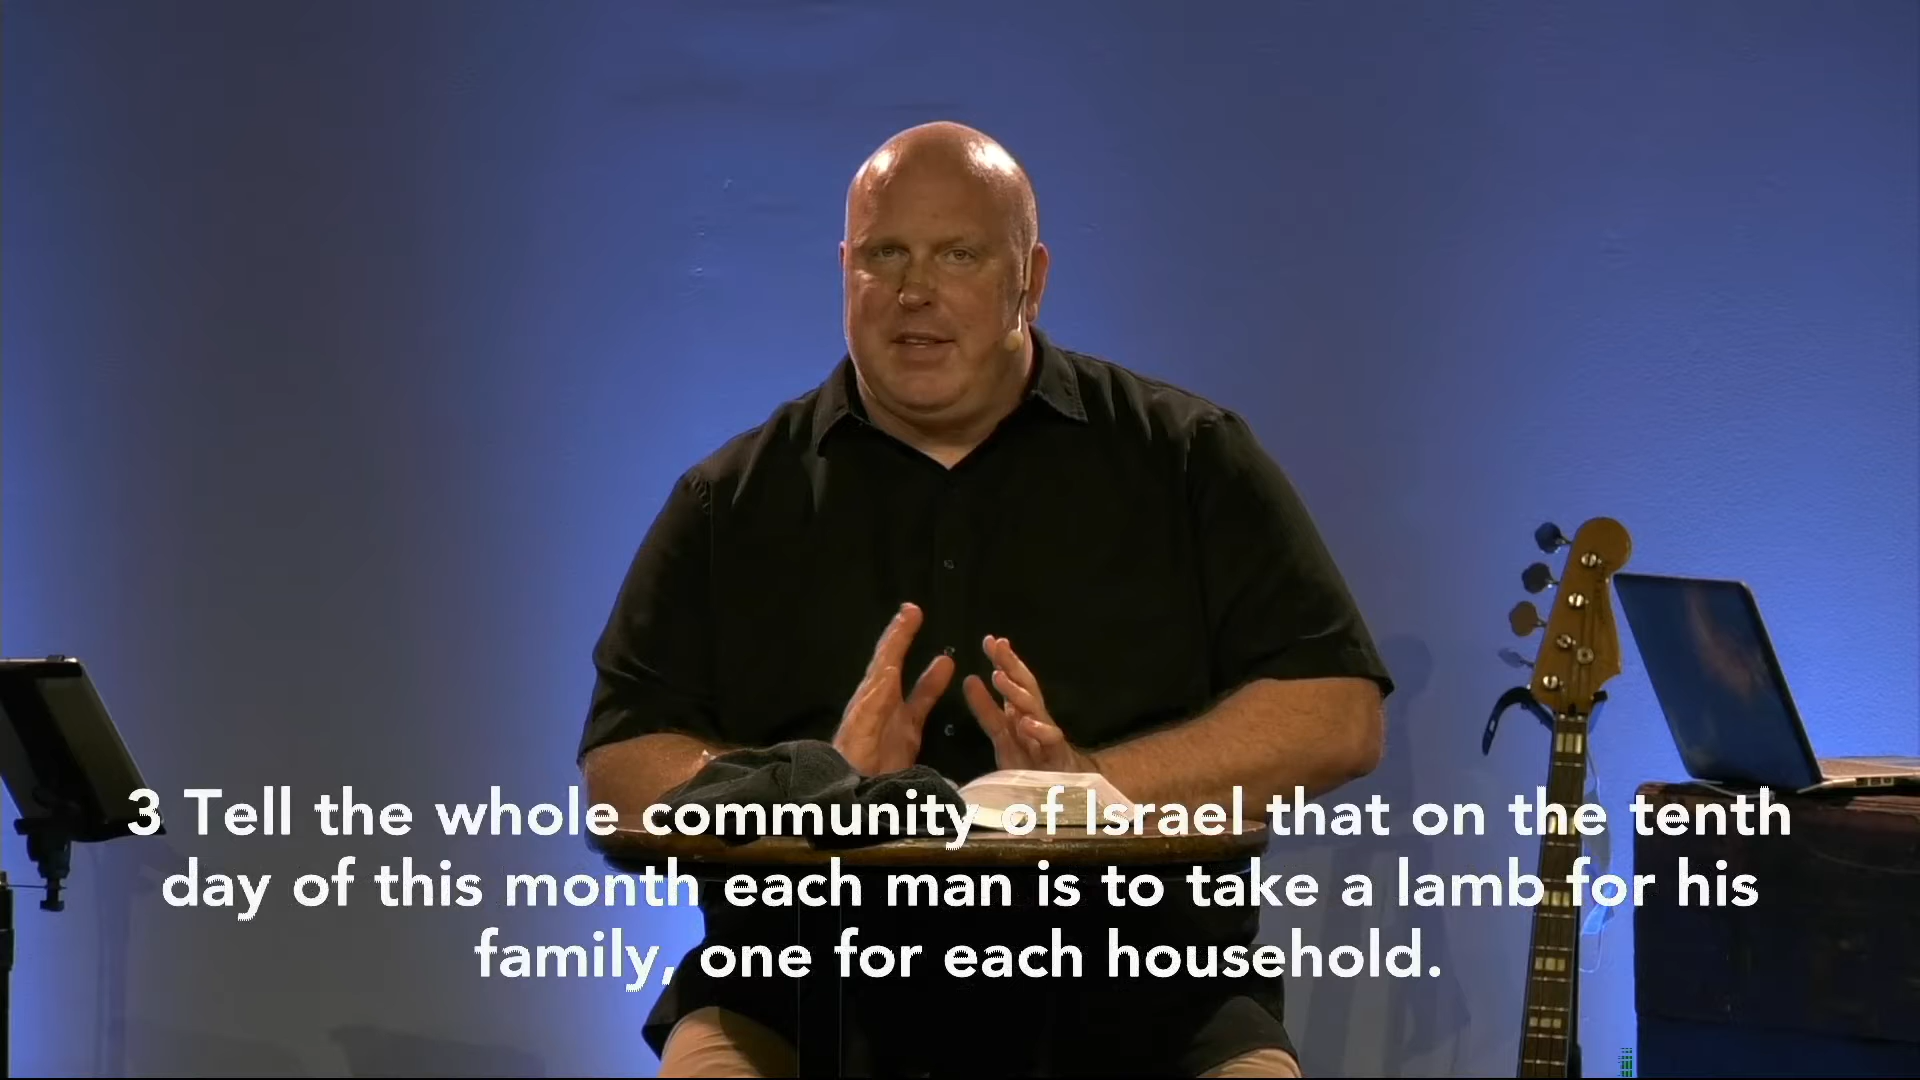 3 Tell the whole community of Israel that on the tenth
day of this month each man is to take a lamb for his
family, one for each household.